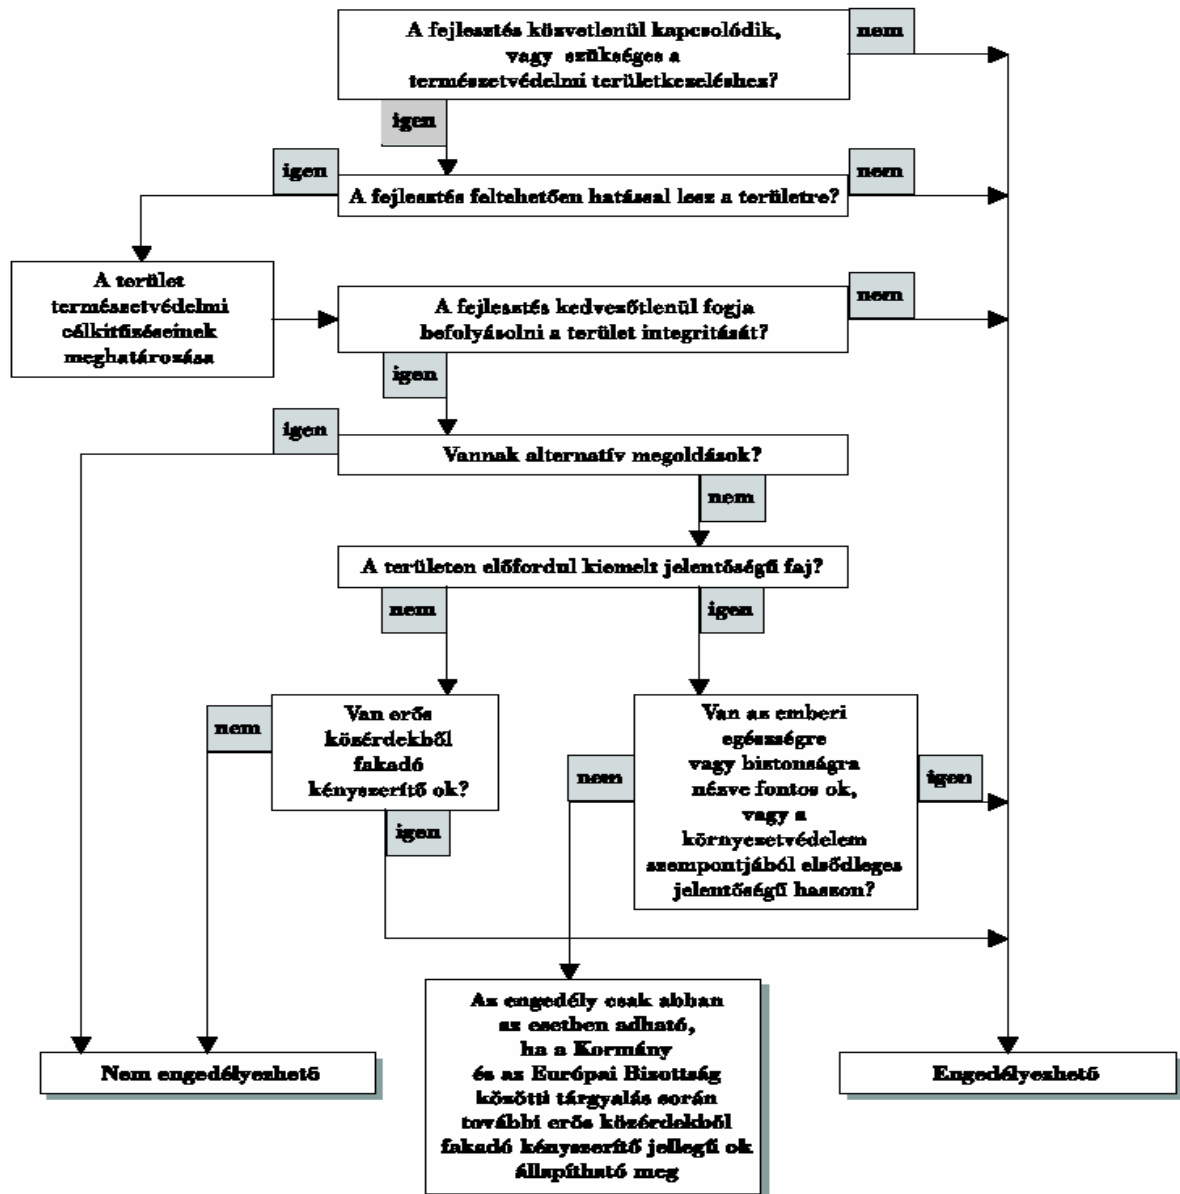 A fejlesztés közvetlenül kapcsolódik,
vagy szükséges a
természetvédelmi területkezeléshez?
nem
igen
igen
A fejlesztés feltehetően hatással lesz a területre?
nem
A terület
természetvédelmi
célkitűzéseinek
meghatározása
A fejlesztés kedvezőtlenül fogja
befolyásolni a terület integritását?
nem
igen
igen
Vannak alternatív megoldások?
nem
A területen előfordul kiemelt jelentőségű faj?
nem
igen
nem
Van erős
közérdekből
fakadó
kényszerítő ok?
igen
nem
Van az emberi
egészségre
vagy biztonságra
nézve fontos ok,
vagy a
környezetvédelem
szempontjából elsődleges
jelentőségű haszon?
igen
Nem engedélyezhető
Az engedély csak abban
az esetben adható,
ha a Kormány
és az Európai Bizottság
közötti tárgyalás során
további erős közérdekből
fakadó kényszerítő jellegű ok
állapítható meg
Engedélyezhető